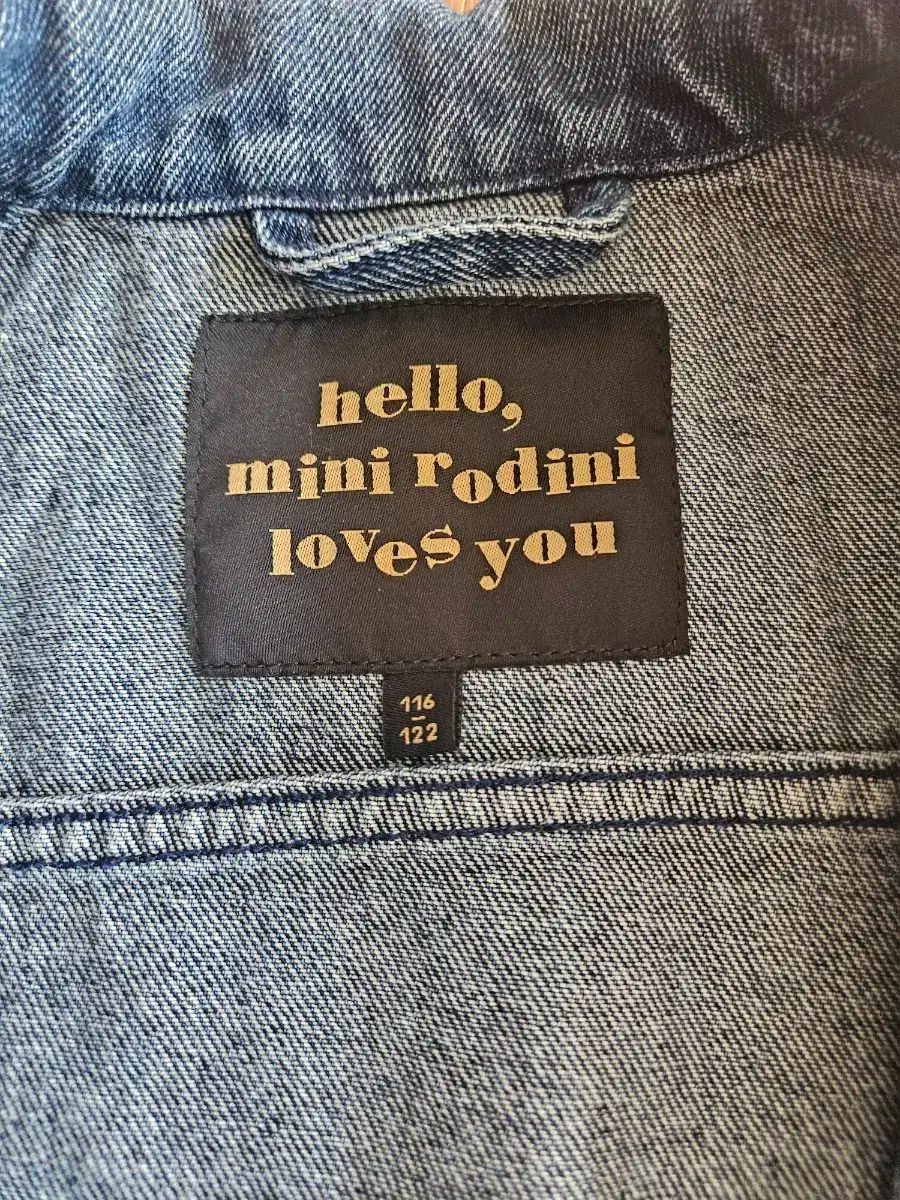 hello,
mini rodini
loves you
116
–
122